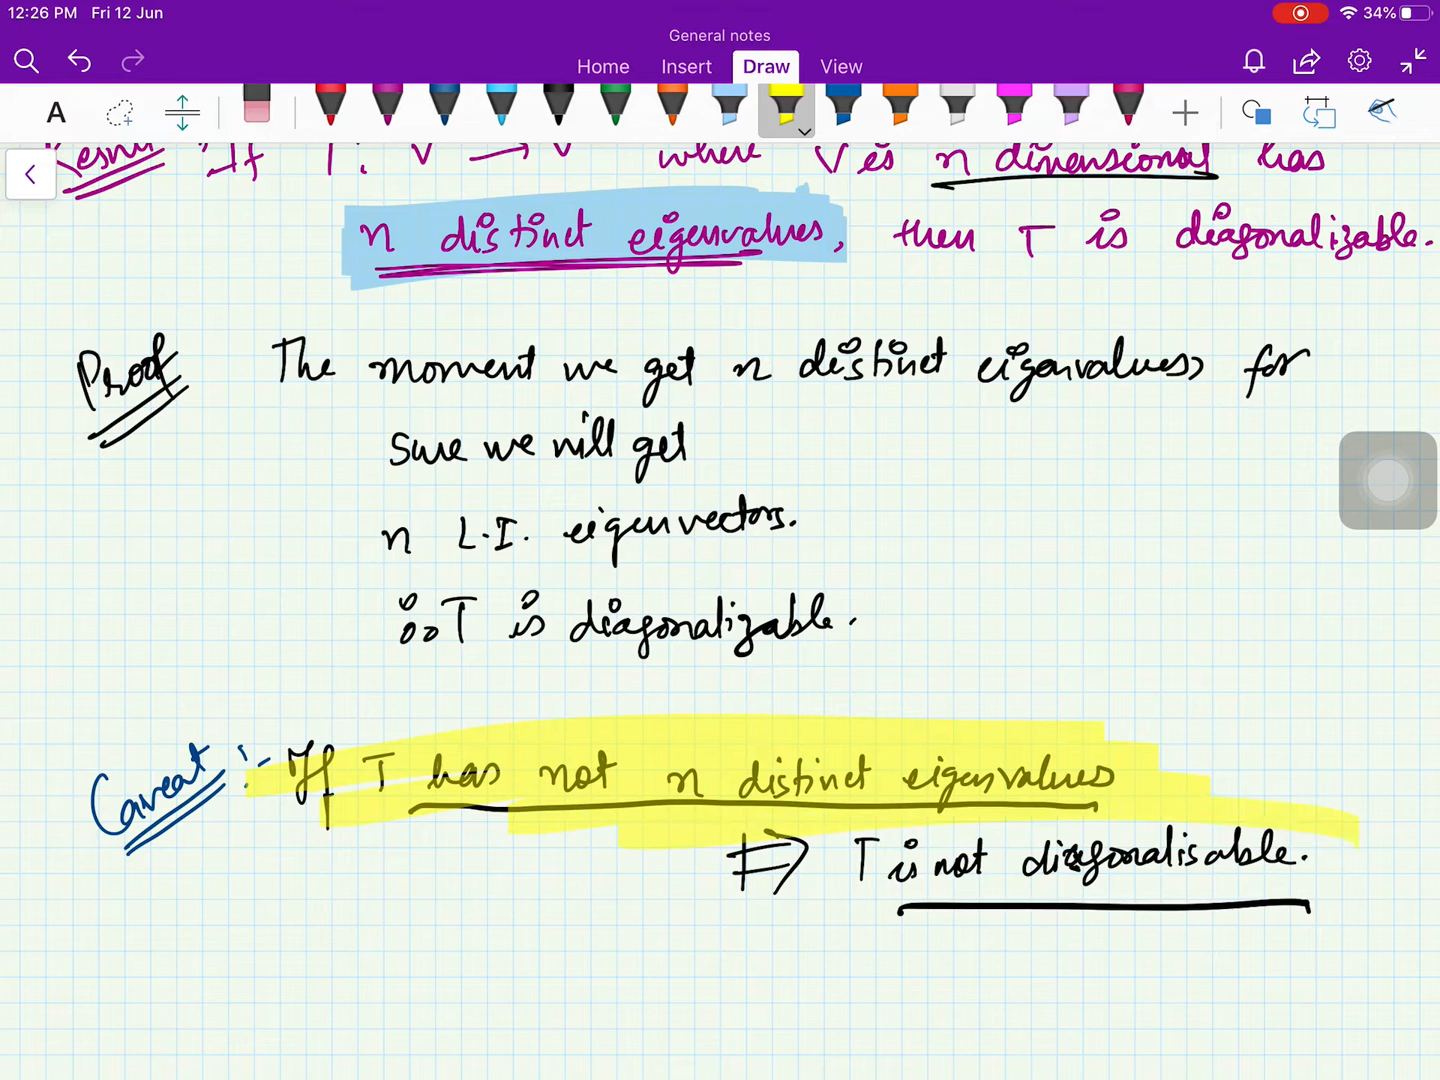 12:26 PM Fri 12 Jun
34%
General notes
Home Insert Draw View
A
Result :- If T: V → V where V is n dimensional has
n distinct eigenvalues, then T is diagonalizable.
Proof The moment we get n distinct eigenvalues, for
sure we will get
n L.I. eigenvectors.
∴ T is diagonalizable.
Caveat :- If T has not n distinct eigenvalues
⇏ T is not diagonalisable.